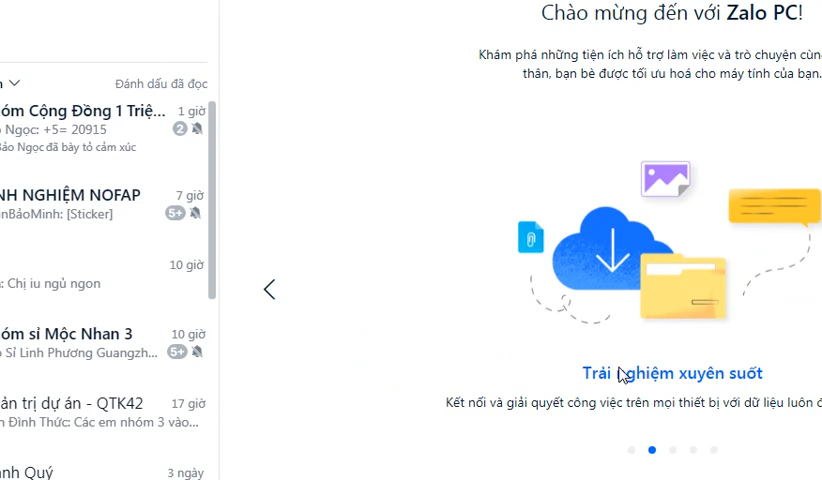 Chào mừng đến với Zalo PC!
Khám phá những tiện ích hỗ trợ làm việc và trò chuyện cùn
thân, bạn bè được tối ưu hoá cho máy tính của bạn.
Đánh dấu đã đọc
óm Cộng Đồng 1 Triệ... 1 giờ
Ngọc: +5= 20915 2
Bảo Ngọc đã bày tỏ cảm xúc
NH NGHIỆM NOFAP 7 giờ
nBảoMinh: [Sticker] 5+
10 giờ
: Chị iu ngủ ngon
óm sỉ Mộc Nhan 3 10 giờ
Sỉ Linh Phương Guangzh... 5+
ản trị dự án - QTK42 17 giờ
n Đình Thức: Các em nhóm 3 vào...
ành Quý 3 ngày
Trải nghiệm xuyên suốt
Kết nối và giải quyết công việc trên mọi thiết bị với dữ liệu luôn